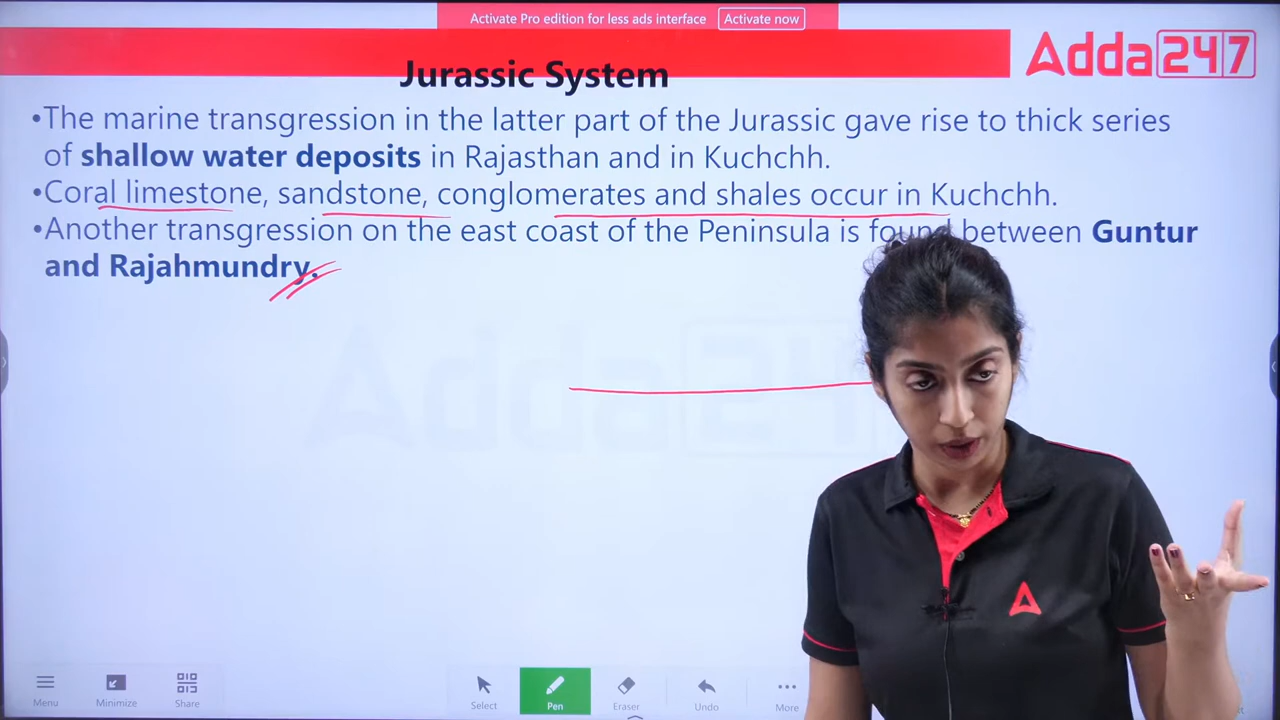 Activate Pro edition for less ads interface Activate now
Adda247
Jurassic System
•The marine transgression in the latter part of the Jurassic gave rise to thick series
of shallow water deposits in Rajasthan and in Kuchchh.
•Coral limestone, sandstone, conglomerates and shales occur in Kuchchh.
•Another transgression on the east coast of the Peninsula is found between Guntur
and Rajahmundry.
Adda247
Menu Minimize Share Select Pen Eraser Undo More